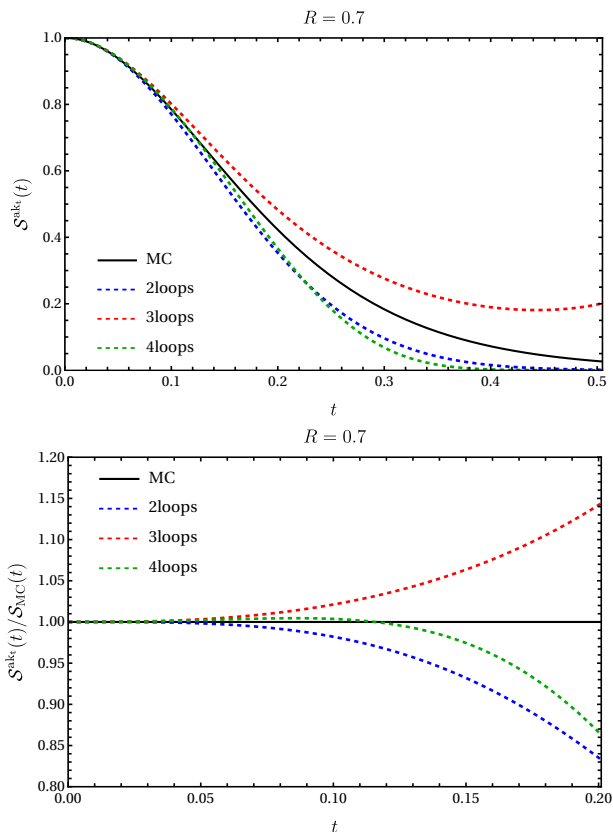 R = 0.7
1.0
0.8
0.6
0.4
0.2
0.0
𝒮^{ak_t}(t)
MC
2loops
3loops
4loops
0.0 0.1 0.2 0.3 0.4 0.5
t
R = 0.7
1.20
1.15
1.10
1.05
1.00
0.95
0.90
0.85
0.80
𝒮^{ak_t}(t)/𝒮_{MC}(t)
MC
2loops
3loops
4loops
0.00 0.05 0.10 0.15 0.20
t